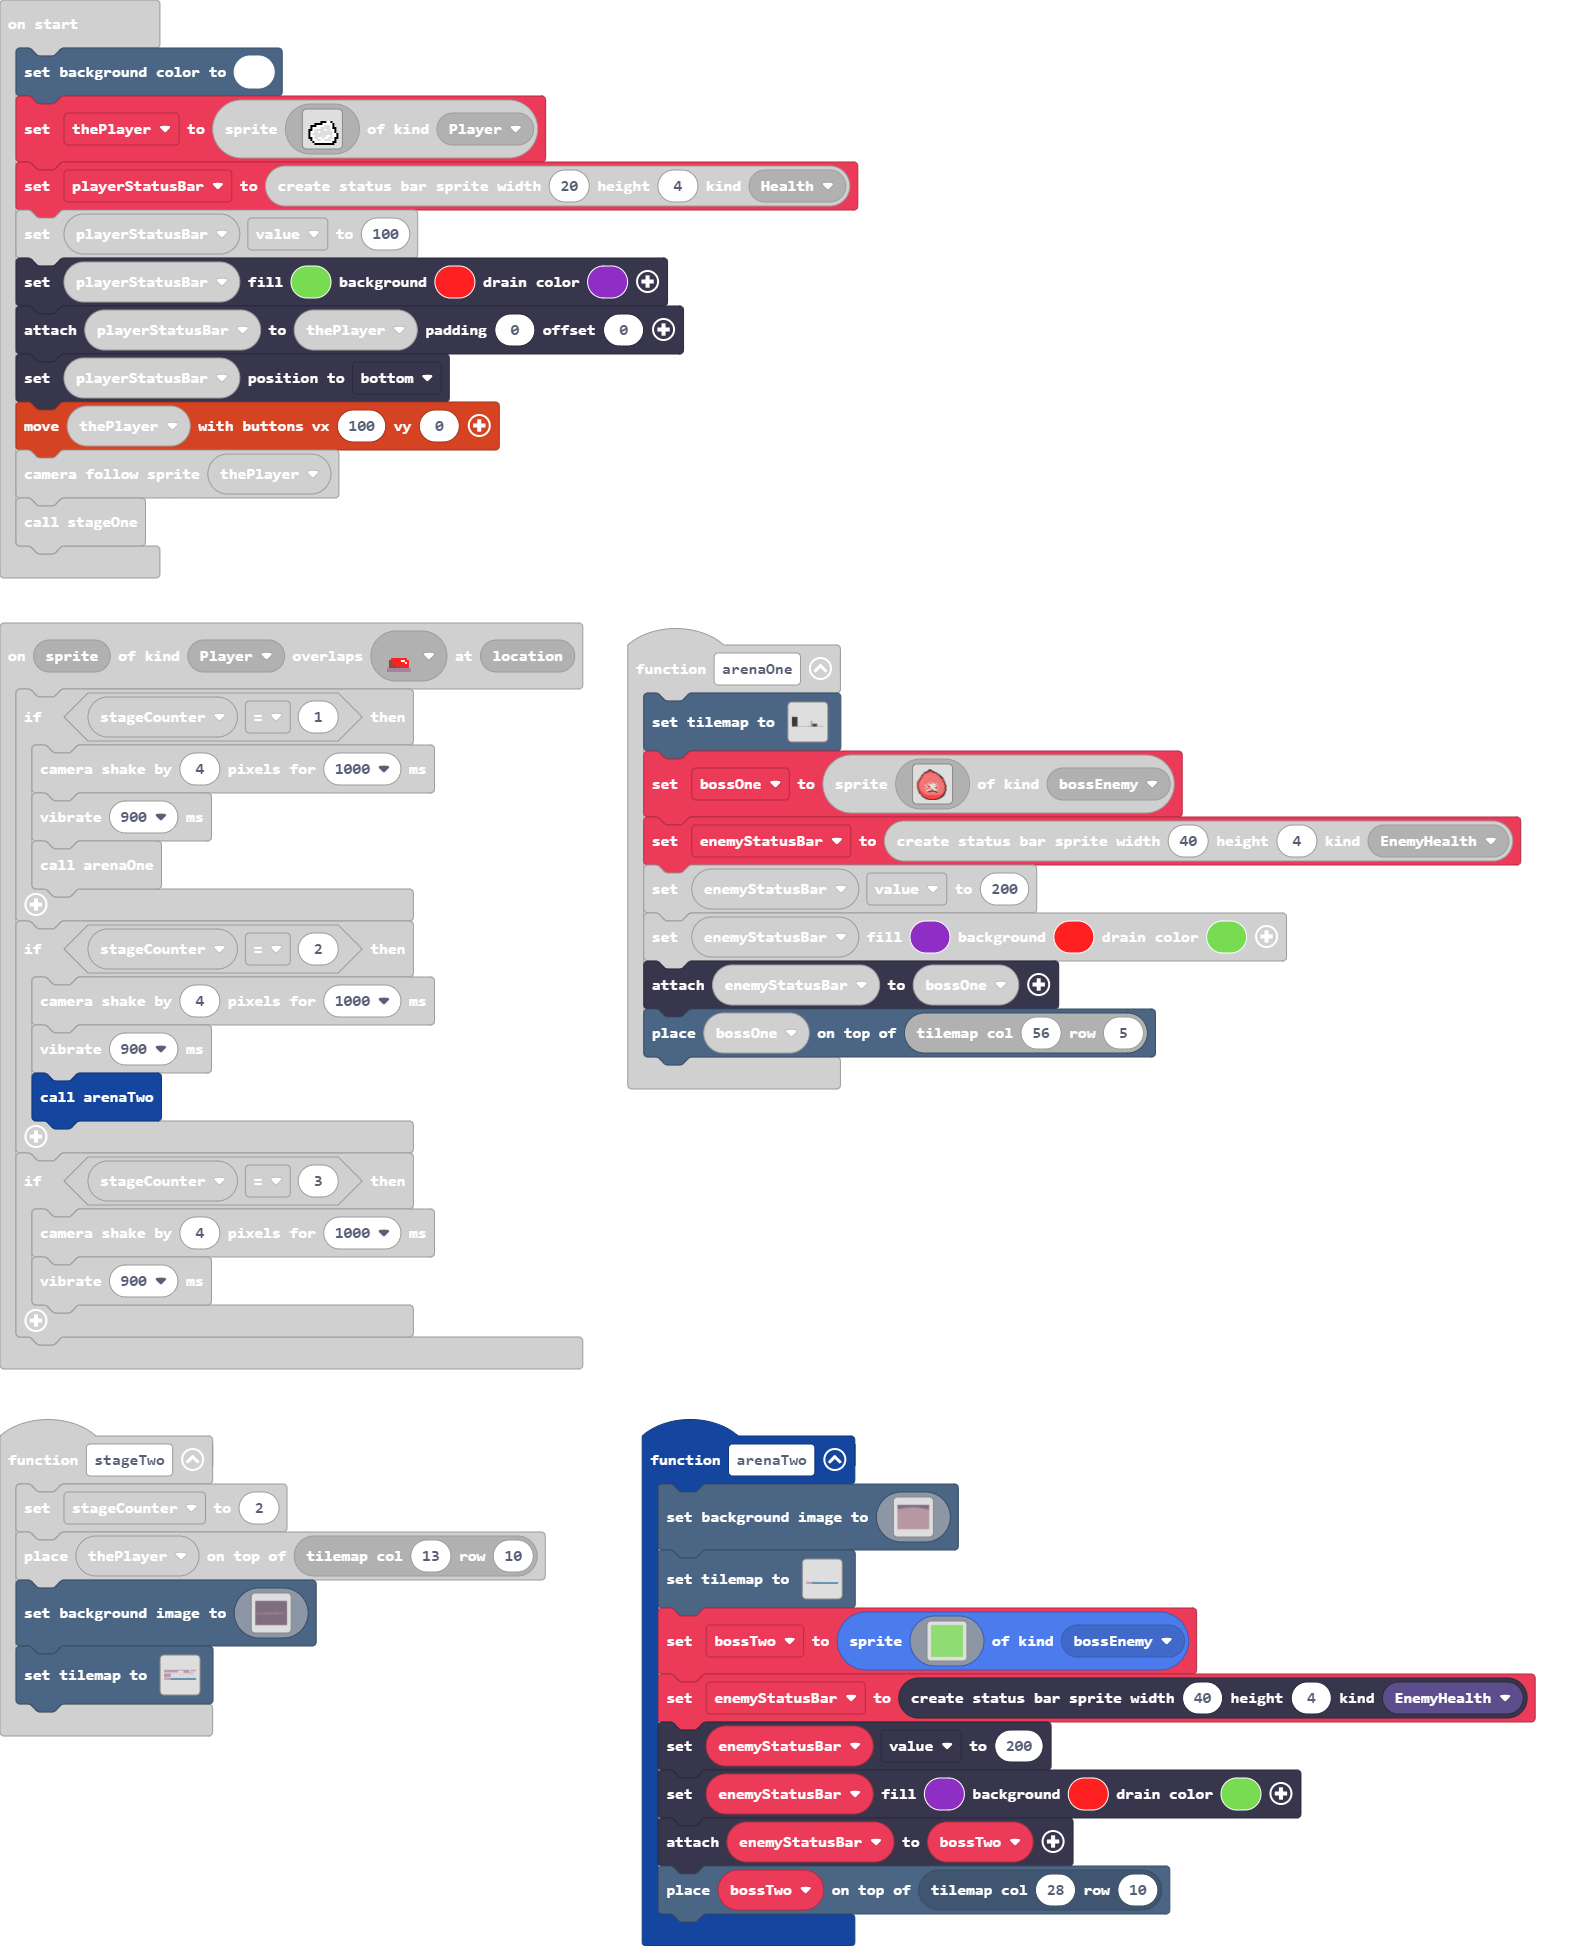 on start
set background color to
set thePlayer to sprite of kind Player
set playerStatusBar to create status bar sprite width 20 height 4 kind Health
set playerStatusBar value to 100
set playerStatusBar fill background drain color
attach playerStatusBar to thePlayer padding 0 offset 0
set playerStatusBar position to bottom
move thePlayer with buttons vx 100 vy 0
camera follow sprite thePlayer
call stageOne
on sprite of kind Player overlaps at location
if stageCounter = 1 then
camera shake by 4 pixels for 1000 ms
vibrate 900 ms
call arenaOne
if stageCounter = 2 then
camera shake by 4 pixels for 1000 ms
vibrate 900 ms
call arenaTwo
if stageCounter = 3 then
camera shake by 4 pixels for 1000 ms
vibrate 900 ms
function arenaOne
set tilemap to
set bossOne to sprite of kind bossEnemy
set enemyStatusBar to create status bar sprite width 40 height 4 kind EnemyHealth
set enemyStatusBar value to 200
set enemyStatusBar fill background drain color
attach enemyStatusBar to bossOne
place bossOne on top of tilemap col 56 row 5
function stageTwo
set stageCounter to 2
place thePlayer on top of tilemap col 13 row 10
set background image to
set tilemap to
function arenaTwo
set background image to
set tilemap to
set bossTwo to sprite of kind bossEnemy
set enemyStatusBar to create status bar sprite width 40 height 4 kind EnemyHealth
set enemyStatusBar value to 200
set enemyStatusBar fill background drain color
attach enemyStatusBar to bossTwo
place bossTwo on top of tilemap col 28 row 10